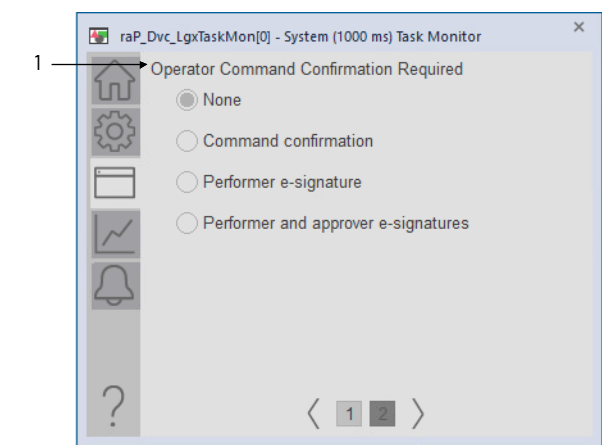 raP_Dvc_LgxTaskMon[0] - System (1000 ms) Task Monitor
1
Operator Command Confirmation Required
None
Command confirmation
Performer e-signature
Performer and approver e-signatures
?
1 2